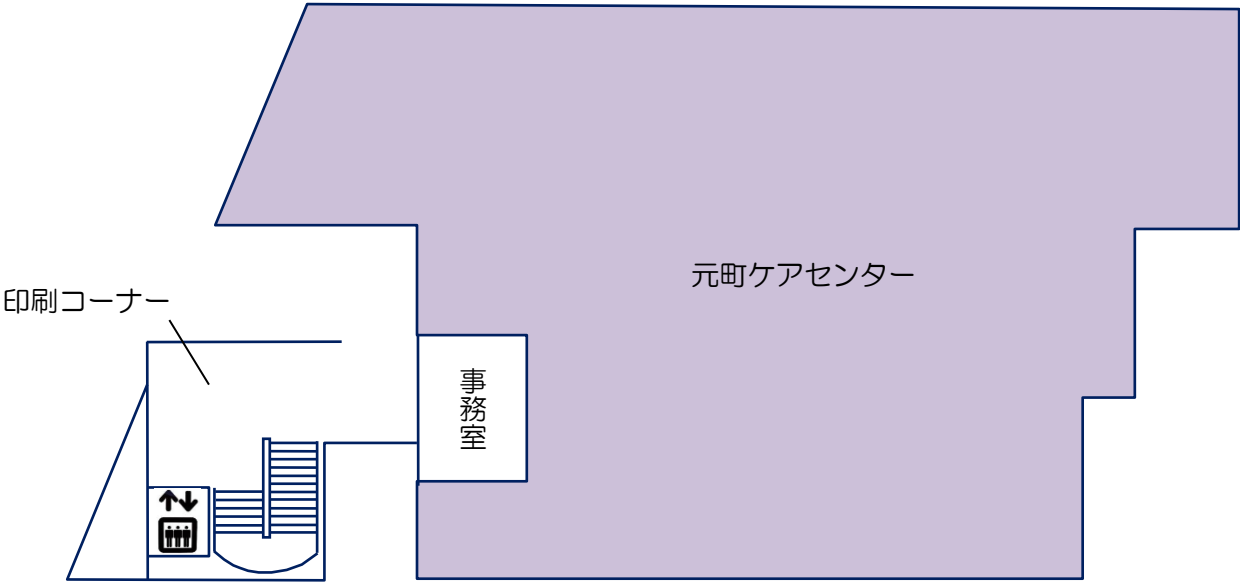 元町ケアセンター
印刷コーナー
事務室